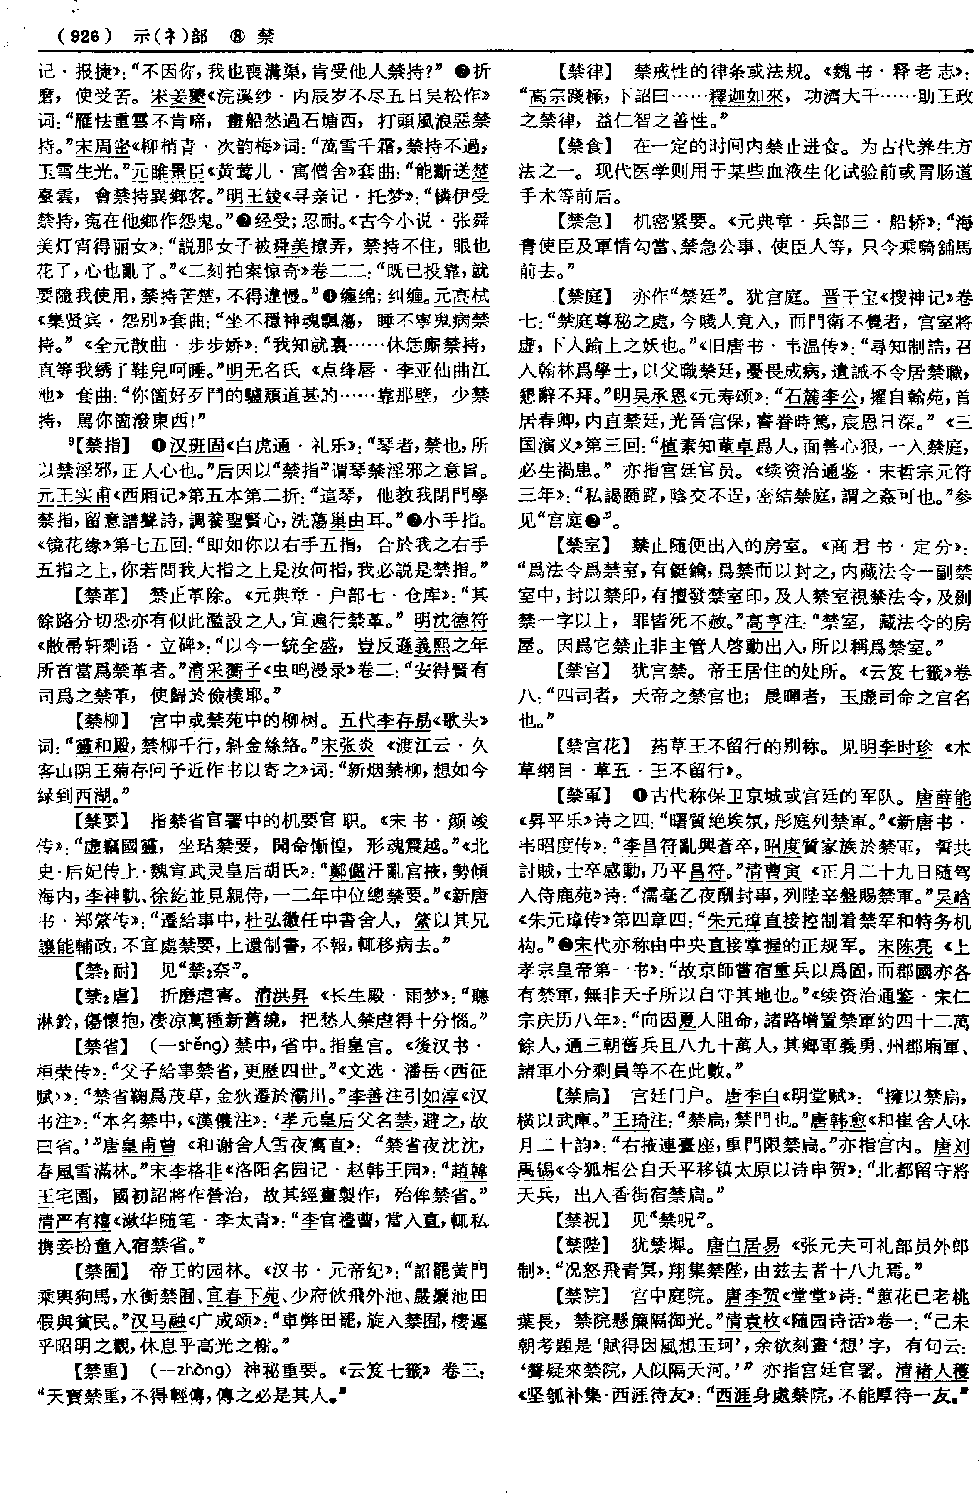 （926） 示(礻)部 ⑧ 禁
记·报捷》：“不因你，我也喪溝渠，肯受他人禁持？” ❷折
磨，使受苦。宋姜夔《浣溪纱·丙辰岁不尽五日吴松作》
词：“雁怯重雲不肯啼，畫船愁過石塘西，打頭風浪惡禁
持。”宋周密《柳梢青·次韵梅》词：“萬雪千霜，禁持不過，
玉雪生光。”元睢景臣《黄莺儿·寓僧舍》套曲：“能斷送楚
臺雲，會禁持異鄉客。”明王錂《寻亲记·托梦》：“憐伊受
禁持，寃在他鄉作怨鬼。”❸经受；忍耐。《古今小说·张舜
美灯宵得丽女》：“説那女子被舜美撩弄，禁持不住，眼也
花了，心也亂了。”《二刻拍案惊奇》卷二二：“既已投靠，就
要隨我使用，禁持苦楚，不得違慢。”❹缠绵；纠缠。元高栻
《集贤宾·怨别》套曲：“坐不穩神魂飄蕩，睡不寧鬼病禁
持。” 《全元散曲·步步娇》：“我知就裏……休恁厮禁持，
直等我綉了鞋兒呵睡。”明无名氏 《点绛唇·李亚仙曲江
池》 套曲：“你箇好歹鬥的驢頹道甚的……靠那壁，少禁
持，駡你箇潑東西！”
【禁指】 ❶汉班固《白虎通·礼乐》：“琴者，禁也，所
以禁淫邪，正人心也。”后因以“禁指”谓琴禁淫邪之意旨。
元王实甫《西厢记》第五本第二折：“這琴，他教我閉門學
禁指，留意譜聲詩，調養聖賢心，洗蕩巢由耳。”❷小手指。
《镜花缘》第七五回：“即如你以右手五指，合於我之右手
五指之上，你若問我大指之上是汝何指，我必説是禁指。”
【禁革】 禁止革除。《元典章·户部七·仓库》：“其
餘路分切恐亦有似此濫設之人，宜遍行禁革。” 明沈德符
《敝帚轩剩语·立碑》：“以今一統全盛，豈反遜義熙之年
所首當爲禁革者。”清采蘅子《虫鸣漫录》卷二：“安得賢有
司爲之禁革，使歸於儉樸耶。”
【禁柳】 宫中或禁苑中的柳树。五代李存勗《歌头》
词：“靈和殿，禁柳千行，斜金絲絡。”宋张炎 《渡江云·久
客山阴王菊存问予近作书以寄之》词：“新烟禁柳，想如今
绿到西湖。”
【禁要】 指禁省官署中的机要官职。《宋书·颜竣
传》：“虚竊國靈，坐玷禁要，聞命慚惶，形魂震越。”《北
史·后妃传上·魏宣武灵皇后胡氏》：“鄭儼汙亂宫掖，勢傾
海内，李神軌、徐紇並見親侍，一二年中位總禁要。”《新唐
书·郑綮传》：“遷給事中，杜弘徽任中書舍人，綮以其兄
讓能輔政，不宜處禁要，上還制書，不報，輒移病去。”
【禁₂耐】 见“禁₂奈”。
【禁₂虐】 折磨虐害。清洪昇 《长生殿·雨梦》：“聽
淋鈴，傷懷抱，凄凉萬種新舊繞，把愁人禁虐得十分惱。”
【禁省】 （—shěng）禁中，省中。指皇宫。《後汉书·
桓荣传》：“父子給事禁省，更歷四世。”《文选·潘岳〈西征
赋〉》：“禁省鞠爲茂草，金狄遷於灞川。”李善注引如淳《汉
书注》：“本名禁中，《漢儀注》：‘孝元皇后父名禁，避之，故
曰省。’”唐皇甫曾 《和谢舍人雪夜寓直》：“禁省夜沈沈，
春風雪滿林。”宋李格非《洛阳名园记·赵韩王园》：“趙韓
王宅園，國初詔將作營治，故其經畫製作，殆侔禁省。”
清严有禧《漱华随笔·李太青》：“李官禮曹，當入直，輒私
携妾扮童入宿禁省。”
【禁囿】 帝王的园林。《汉书·元帝纪》：“詔罷黄門
乘輿狗馬，水衡禁囿、宜春下苑、少府佽飛外池、嚴籞池田
假與貧民。”汉马融《广成颂》：“車弊田罷，旋入禁囿，棲遲
乎昭明之觀，休息乎高光之榭。”
【禁重】 （—zhòng）神秘重要。《云笈七籤》 卷三：
“天寶禁重，不得輕傳，傳之必是其人。”
【禁律】 禁戒性的律条或法规。《魏书·释老志》：
“高宗踐極，下詔曰……釋迦如來，功濟大千……助王政
之禁律，益仁智之善性。”
【禁食】 在一定的时间内禁止进食。为古代养生方
法之一。现代医学则用于某些血液生化试验前或胃肠道
手术等前后。
【禁急】 机密紧要。《元典章·兵部三·船轿》：“海
青使臣及軍情勾當、禁急公事、使臣人等，只令乘騎鋪馬
前去。”
【禁庭】 亦作“禁廷”。犹宫庭。晋干宝《搜神记》卷
七：“禁庭尊秘之處，今賤人竟入，而門衛不覺者，宫室將
虚，下人踰上之妖也。”《旧唐书·韦温传》：“尋知制誥，召
入翰林爲學士，以父職禁廷，憂畏成病，遺誡不令居禁職，
懇辭不拜。”明吴承恩《元寿颂》：“石麓李公，擢自翰苑，首
居春卿，内直禁廷，光晉宫保，耆耆時篤，宸恩日深。” 《三
国演义》第三回：“植素知董卓爲人，面善心狠，一入禁庭，
必生禍患。” 亦指宫廷官员。《续资治通鉴·宋哲宗元符
三年》：“私謁隨蹤，陰交不逞，密結禁庭，謂之姦可也。”参
见“宫庭❷”。
【禁室】 禁止随便出入的房室。《商君书·定分》：
“爲法令爲禁室，有鋌鑰，爲禁而以封之，内藏法令一副禁
室中，封以禁印，有擅發禁室印，及入禁室視禁法令，及剟
禁一字以上，罪皆死不赦。”高亨注：“禁室，藏法令的房
屋。因爲它禁止非主管人啓動出入，所以稱爲禁室。”
【禁宫】 犹宫禁。帝王居住的处所。《云笈七籤》卷
八：“四司者，天帝之禁宫也；晨暉者，玉虚司命之宫名
也。”
【禁宫花】 药草王不留行的别称。见明李时珍 《本
草纲目·草五·王不留行》。
【禁軍】 ❶古代称保卫京城或宫廷的军队。唐薛能
《昇平乐》诗之四：“曙質絶埃氛，彤庭列禁軍。”《新唐书·
韦昭度传》：“李昌符亂興蒼卒，昭度質家族於禁軍，誓共
討賊，士卒感動，乃平昌符。”清曹寅 《正月二十九日随驾
入侍鹿苑》诗：“濡毫乙夜酬封事，列陛辛盤賜禁軍。”吴晗
《朱元璋传》第四章四：“朱元璋直接控制着禁军和特务机
构。”❷宋代亦称由中央直接掌握的正规军。宋陈亮 《上
孝宗皇帝第一书》：“故京師嘗宿重兵以爲固，而郡國亦各
有禁軍，無非天子所以自守其地也。”《续资治通鉴·宋仁
宗庆历八年》：“向因夏人阻命，諸路增置禁軍約四十二萬
餘人，通三朝舊兵且八九十萬人，其鄉軍義勇、州郡廂軍、
諸軍小分剩員等不在此數。”
【禁扃】 宫廷门户。唐李白《明堂赋》：“擁以禁扃，
横以武庫。”王琦注：“禁扃，禁門也。”唐韩愈《和崔舍人咏
月二十韵》：“右掖連臺座，重門限禁扃。”亦指宫内。唐刘
禹锡《令狐相公自天平移镇太原以诗申贺》：“北都留守將
天兵，出入香街宿禁扃。”
【禁祝】 见“禁呪”。
【禁陛】 犹禁墀。唐白居易 《张元夫可礼部员外郎
制》：“况怒飛青冥，翔集禁陛，由兹去者十八九焉。”
【禁院】 宫中庭院。唐李贺《堂堂》诗：“蕙花已老桃
葉長，禁院懸簾隔御光。”清袁枚《随园诗话》卷一：“己未
朝考題是‘賦得因風想玉珂’，余欲刻畫‘想’字，有句云：
‘聲疑來禁院，人似隔天河。’” 亦指宫廷官署。清褚人穫
《坚瓠补集·西涯待友》：“西涯身處禁院，不能厚待一友。”